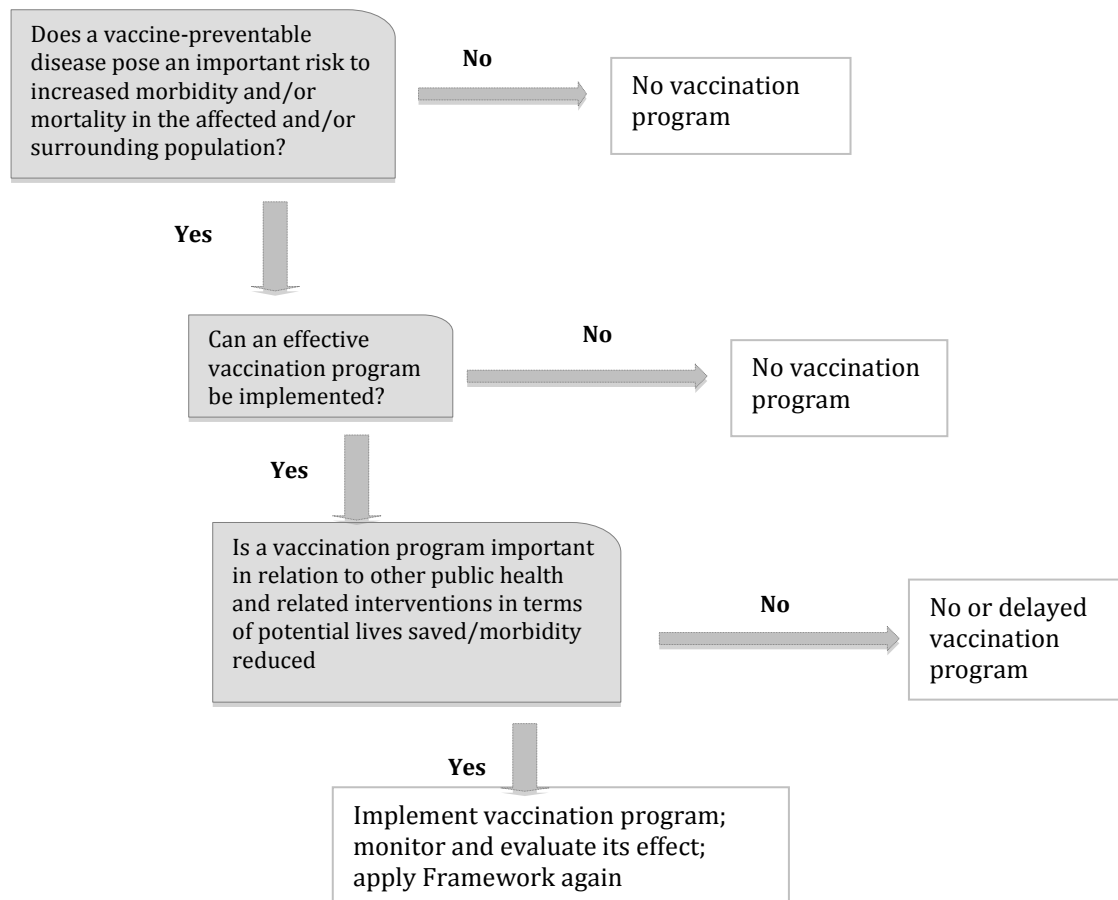 Does a vaccine-preventable
disease pose an important risk to
increased morbidity and/or
mortality in the affected and/or
surrounding population?
No
No vaccination
program
Yes
Can an effective
vaccination program
be implemented?
No
No vaccination
program
Yes
Is a vaccination program important
in relation to other public health
and related interventions in terms
of potential lives saved/morbidity
reduced
No
No or delayed
vaccination
program
Yes
Implement vaccination program;
monitor and evaluate its effect;
apply Framework again